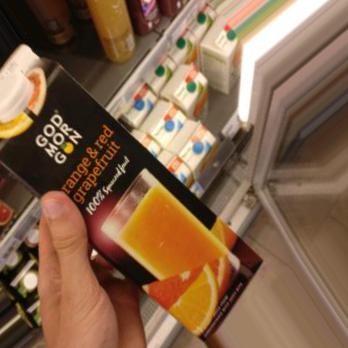 GOD
MOR
GON
orange & red
grapefruit
100% Squeezed fruit